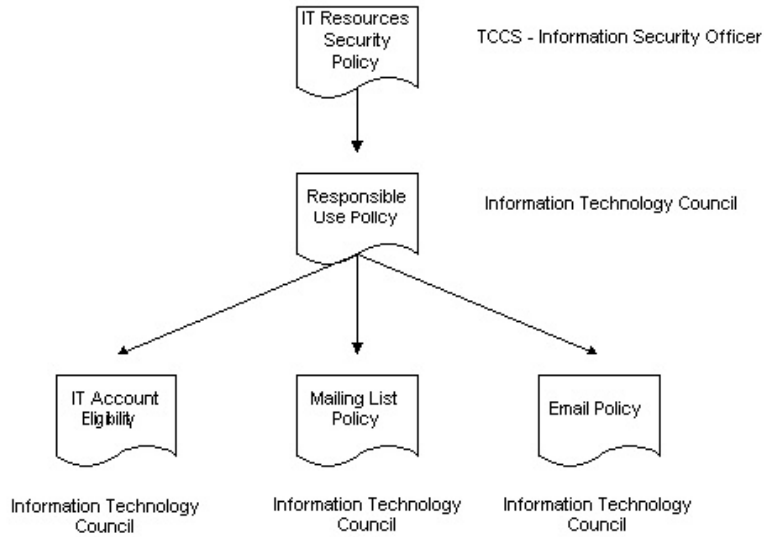 IT Resources
Security
Policy
TCCS - Information Security Officer
Responsible
Use Policy
Information Technology Council
IT Account
Eligibility
Mailing List
Policy
Email Policy
Information Technology
Council
Information Technology
Council
Information Technology
Council